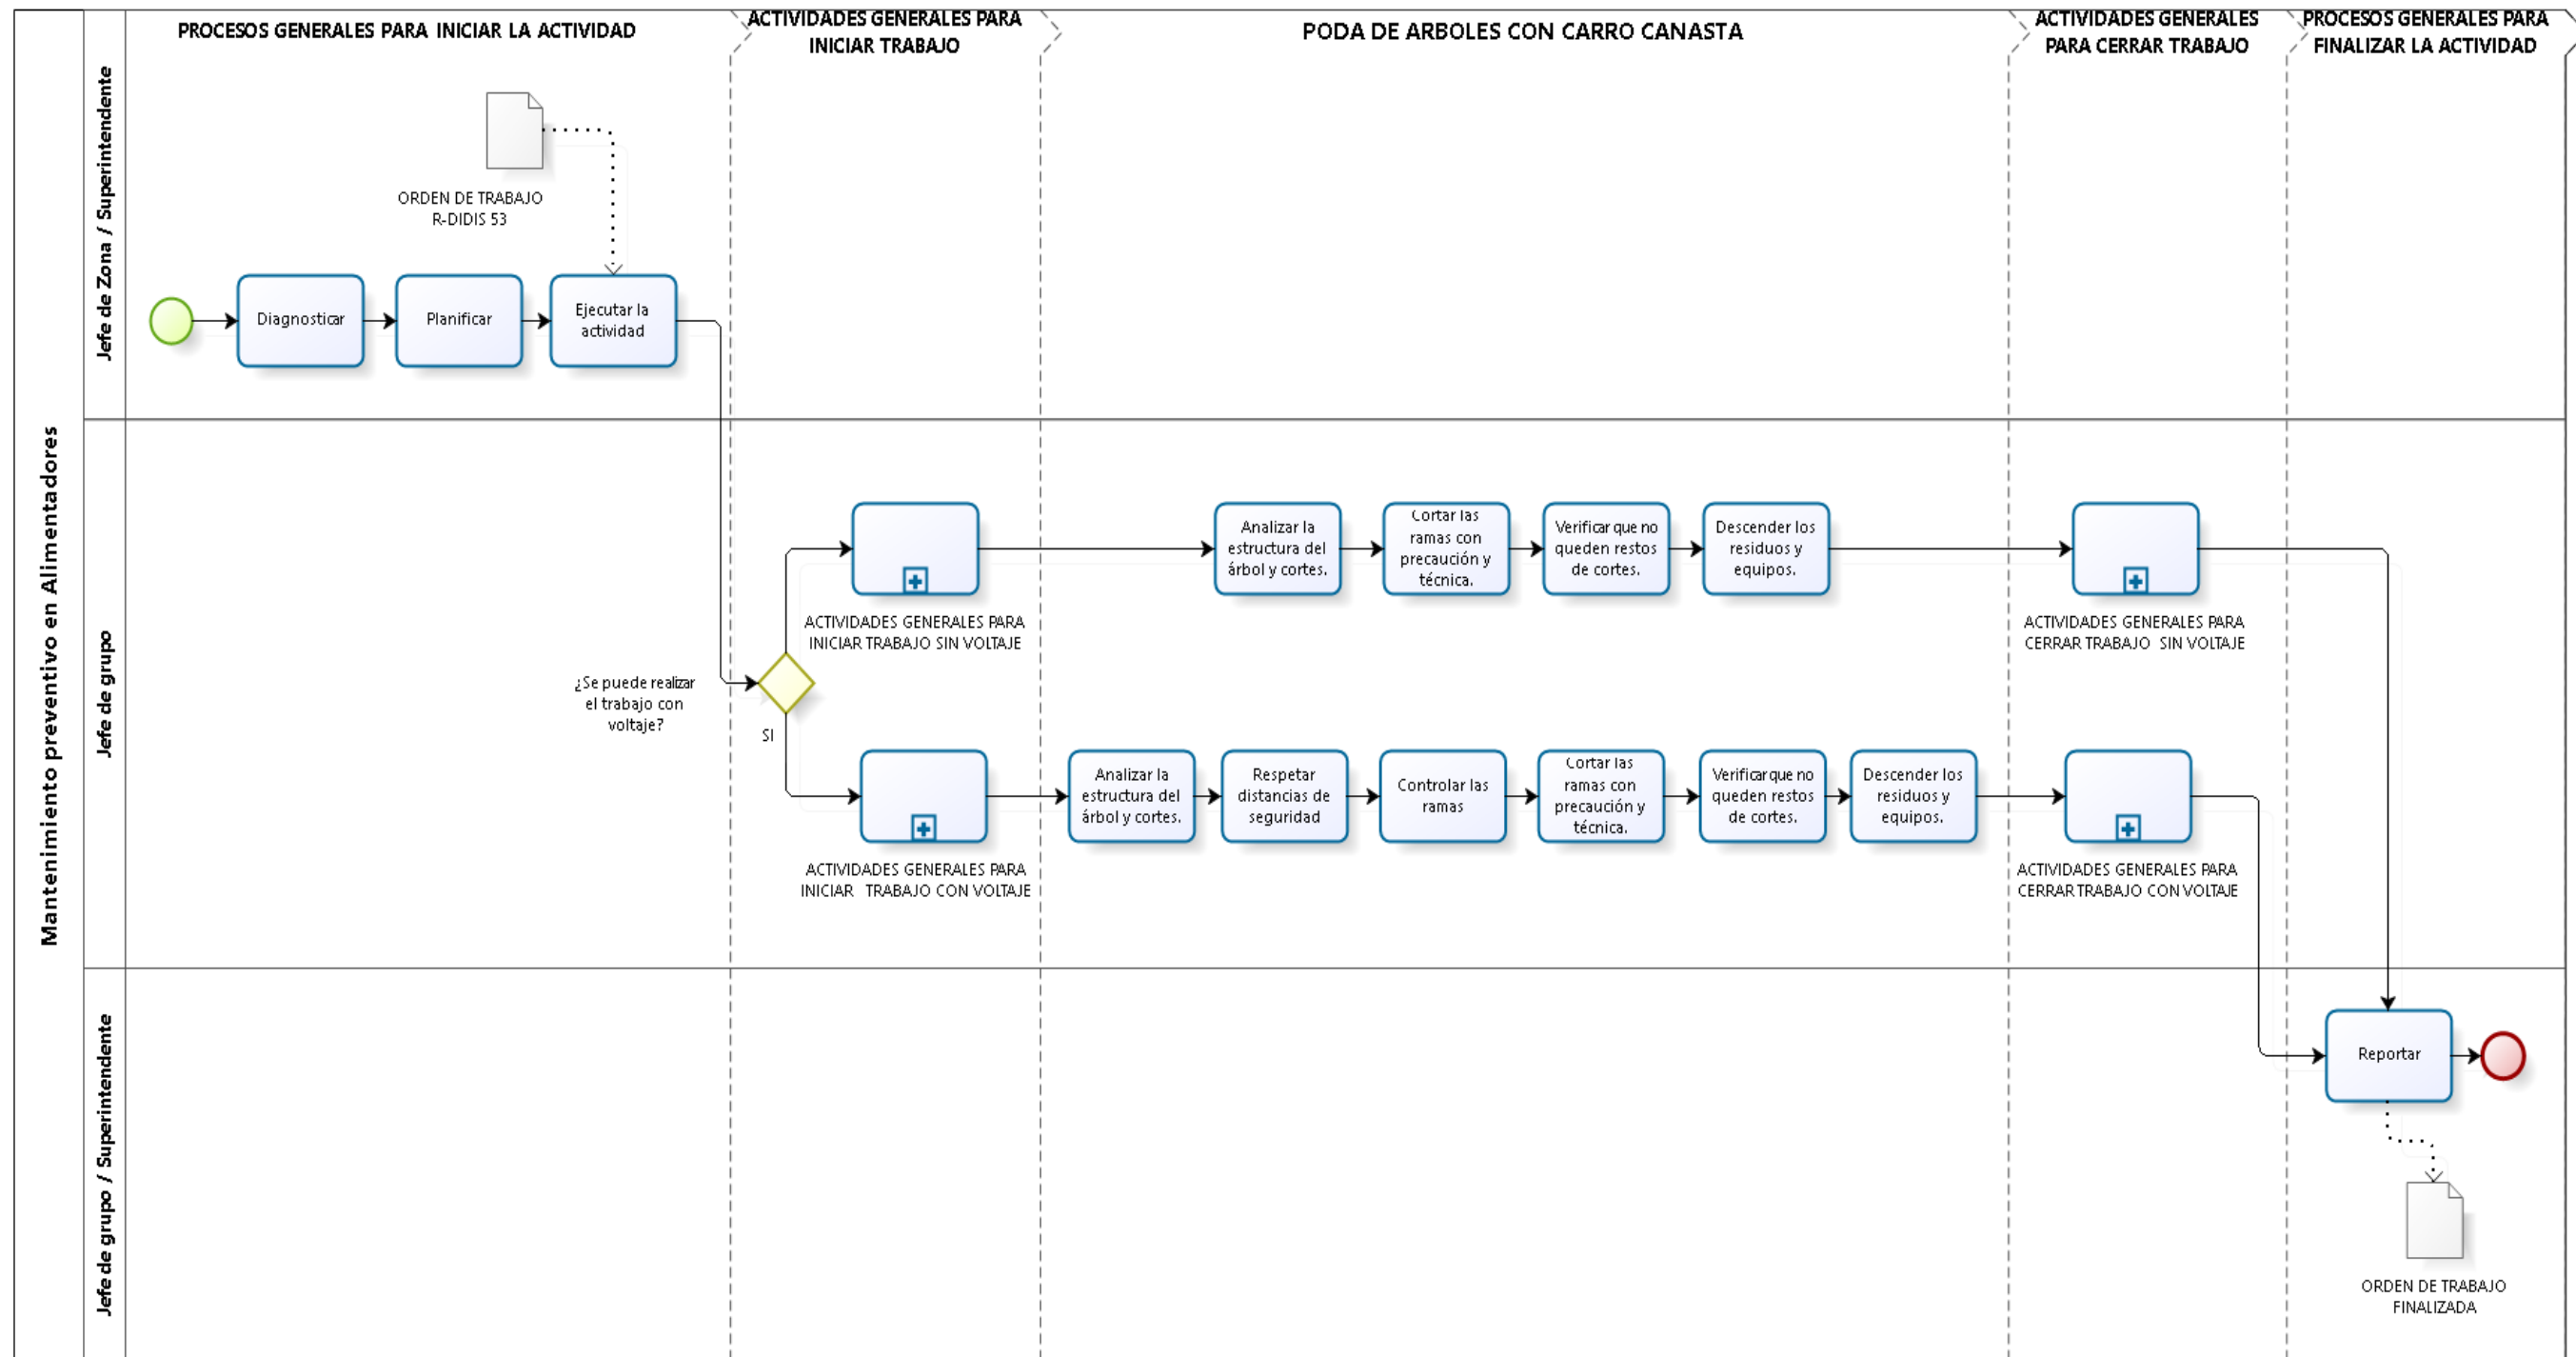 PROCESOS GENERALES PARA INICIAR LA ACTIVIDAD
ACTIVIDADES GENERALES PARA
INICIAR TRABAJO
PODA DE ARBOLES CON CARRO CANASTA
ACTIVIDADES GENERALES
PARA CERRAR TRABAJO
PROCESOS GENERALES PARA
FINALIZAR LA ACTIVIDAD
Mantenimiento preventivo en Alimentadores
Jefe de Zona / Superintendente
ORDEN DE TRABAJO
R-DIDIS 53
Diagnosticar
Planificar
Ejecutar la
actividad
Jefe de grupo
¿Se puede realizar
el trabajo con
voltaje?
SI
ACTIVIDADES GENERALES PARA
INICIAR TRABAJO SIN VOLTAJE
Analizar la
estructura del
árbol y cortes.
Cortar las
ramas con
precaución y
técnica.
Verificar que no
queden restos
de cortes.
Descender los
residuos y
equipos.
ACTIVIDADES GENERALES PARA
CERRAR TRABAJO SIN VOLTAJE
ACTIVIDADES GENERALES PARA
INICIAR TRABAJO CON VOLTAJE
Analizar la
estructura del
árbol y cortes.
Respetar
distancias de
seguridad
Controlar las
ramas
Cortar las
ramas con
precaución y
técnica.
Verificar que no
queden restos
de cortes.
Descender los
residuos y
equipos.
ACTIVIDADES GENERALES PARA
CERRAR TRABAJO CON VOLTAJE
Jefe de grupo / Superintendente
Reportar
ORDEN DE TRABAJO
FINALIZADA